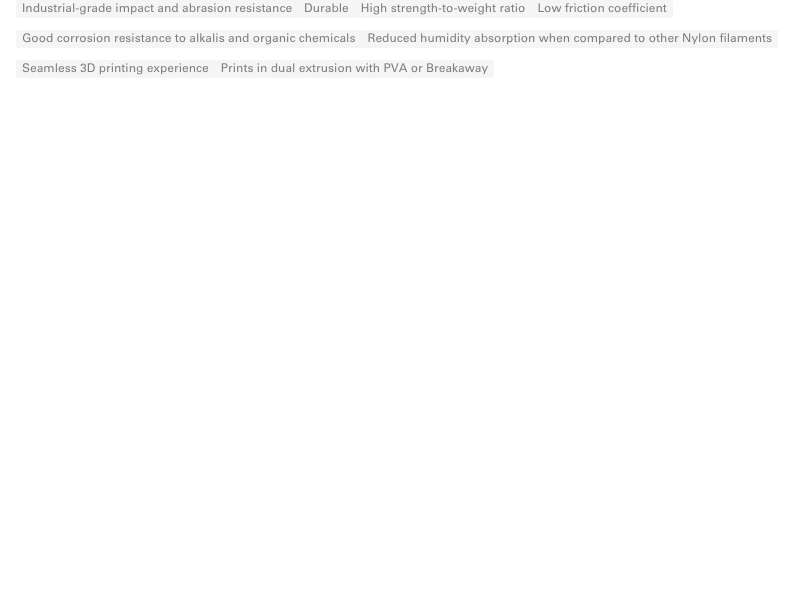 Industrial-grade impact and abrasion resistance Durable High strength-to-weight ratio Low friction coefficient
Good corrosion resistance to alkalis and organic chemicals Reduced humidity absorption when compared to other Nylon filaments
Seamless 3D printing experience Prints in dual extrusion with PVA or Breakaway